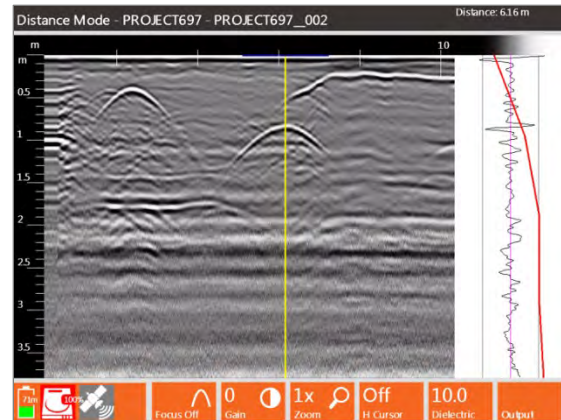 Distance Mode - PROJECT697 - PROJECT697__002
Distance: 6.16 m
m
10
m
0.5
1
1.5
2
2.5
3
3.5
71m
100%
Focus Off
0
Gain
1x
Zoom
Off
H Cursor
10.0
Dielectric
Output